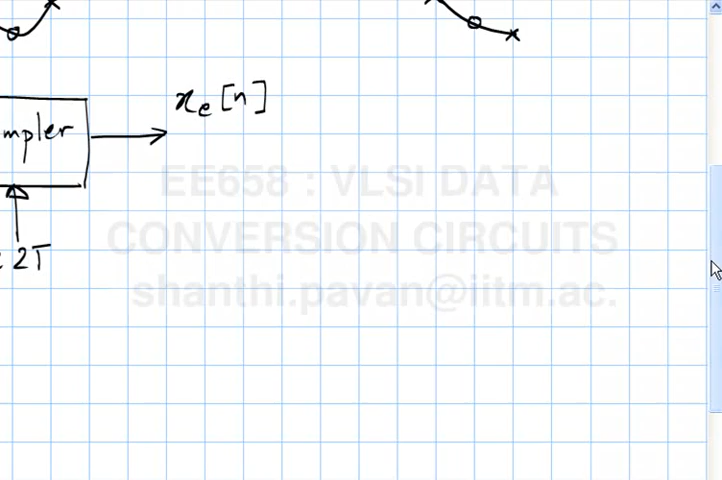 x_e[n]
mpler
2T
EE658 : VLSI DATA
CONVERSION CIRCUITS
shanthi.pavan@iitm.ac.